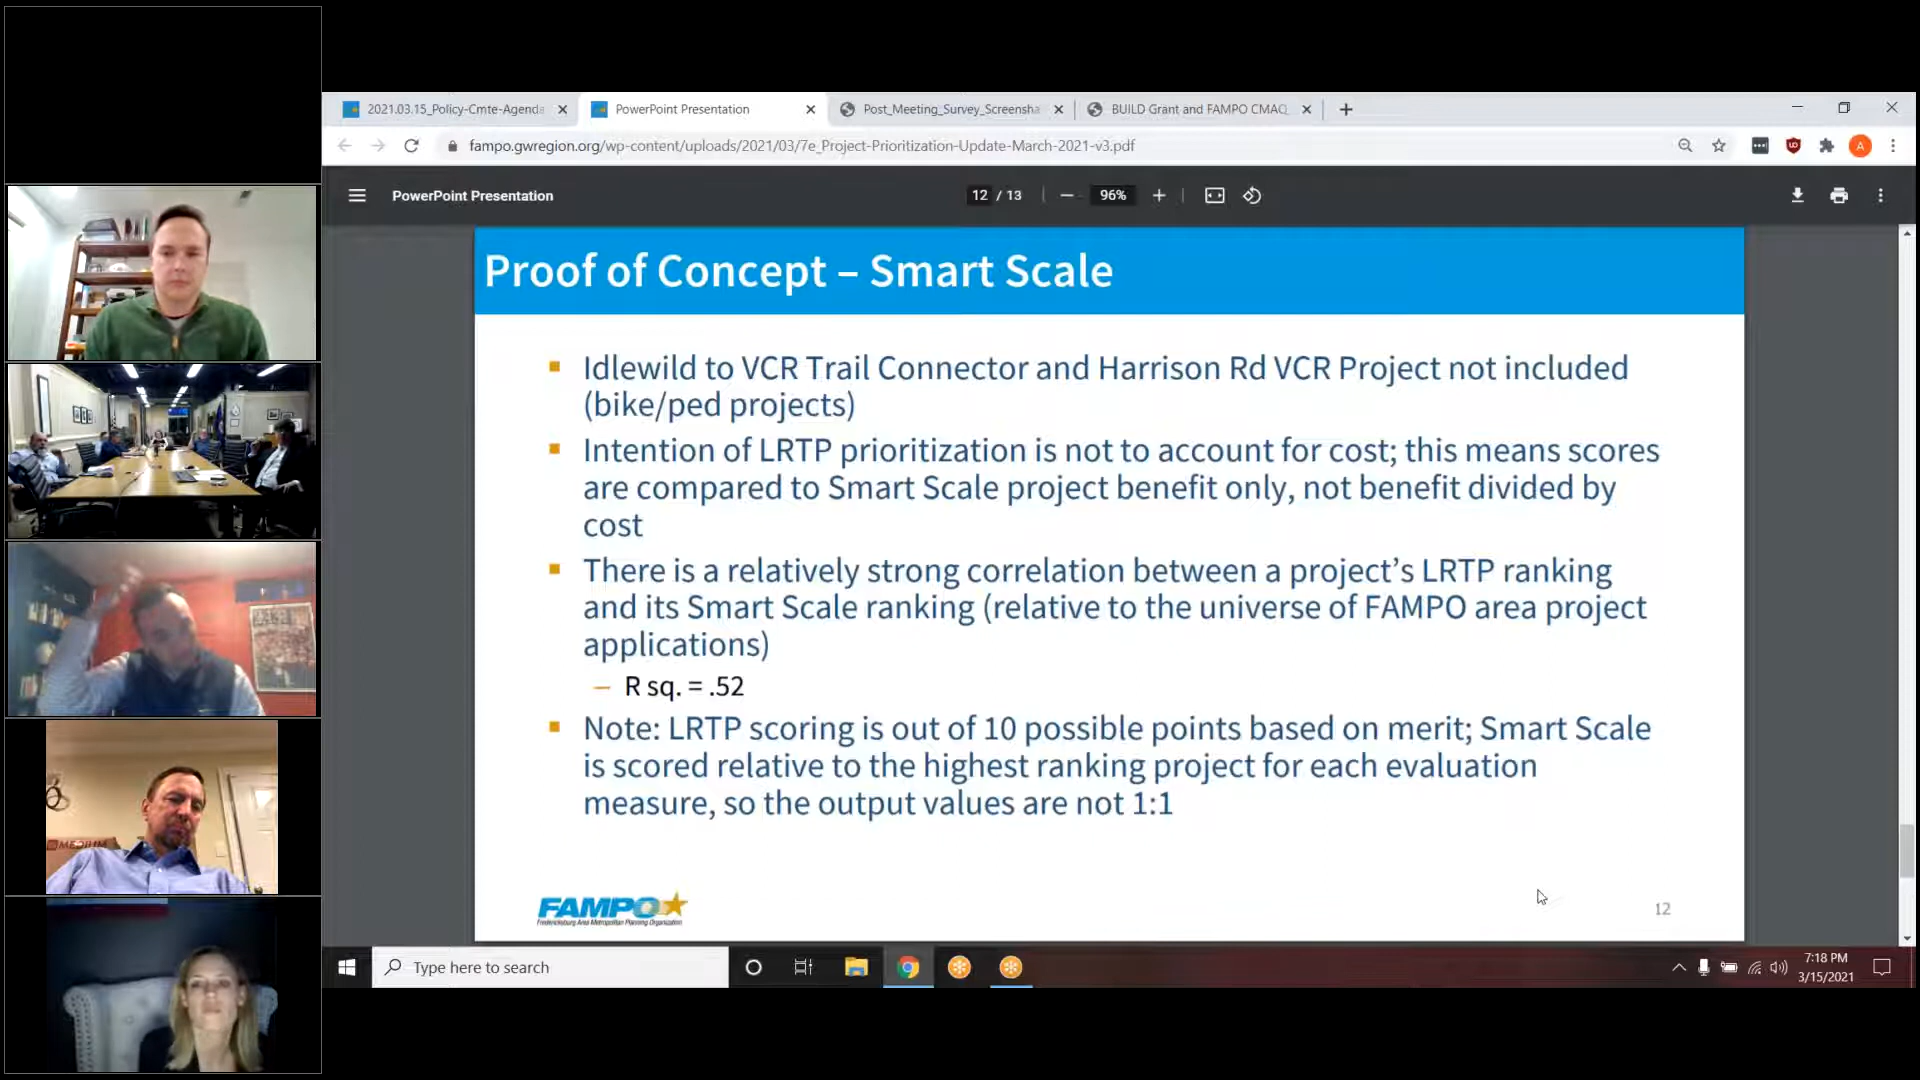 2021.03.15_Policy-Cmte-Agenda
PowerPoint Presentation
Post_Meeting_Survey_Screensha
BUILD Grant and FAMPO CMAQ
fampo.gwregion.org/wp-content/uploads/2021/03/7e_Project-Prioritization-Update-March-2021-v3.pdf
A
PowerPoint Presentation
12 / 13
96%
Proof of Concept – Smart Scale
Idlewild to VCR Trail Connector and Harrison Rd VCR Project not included
(bike/ped projects)
Intention of LRTP prioritization is not to account for cost; this means scores
are compared to Smart Scale project benefit only, not benefit divided by
cost
There is a relatively strong correlation between a project’s LRTP ranking
and its Smart Scale ranking (relative to the universe of FAMPO area project
applications)
– R sq. = .52
Note: LRTP scoring is out of 10 possible points based on merit; Smart Scale
is scored relative to the highest ranking project for each evaluation
measure, so the output values are not 1:1
FAMPO
Fredericksburg Area Metropolitan Planning Organization
12
Type here to search
7:18 PM
3/15/2021
MEDIUM